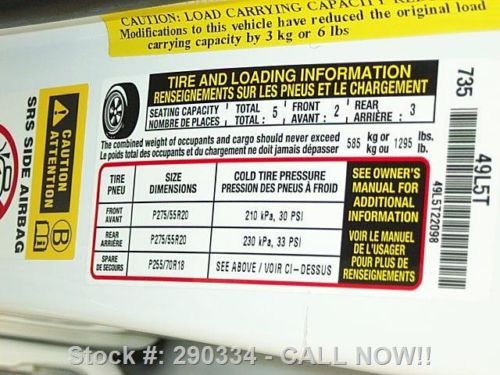 CAUTION: LOAD CARRYING CAPACITY
Modifications to this vehicle have reduced the original load
carrying capacity by 3 kg or 6 lbs
TIRE AND LOADING INFORMATION
RENSEIGNEMENTS SUR LES PNEUS ET LE CHARGEMENT
SEATING CAPACITY TOTAL : 5 FRONT : 2 REAR : 3
NOMBRE DE PLACES TOTAL AVANT ARRIÈRE
The combined weight of occupants and cargo should never exceed 585 kg or 1295 lbs.
Le poids total des occupants et du chargement ne doit jamais dépasser kg ou lb.
TIRE SIZE COLD TIRE PRESSURE
PNEU DIMENSIONS PRESSION DES PNEUS À FROID
FRONT P275/55R20 210 kPa, 30 PSI
AVANT
REAR P275/55R20 230 kPa, 33 PSI
ARRIÈRE
SPARE P255/70R18 SEE ABOVE / VOIR CI-DESSUS
DE SECOURS
SEE OWNER'S
MANUAL FOR
ADDITIONAL
INFORMATION
VOIR LE MANUEL
DE L'USAGER
POUR PLUS DE
RENSEIGNEMENTS
735
49L5T
49L5T22098
CAUTION
ATTENTION
B
SRS SIDE AIRBAG
Stock #: 290334 - CALL NOW!!